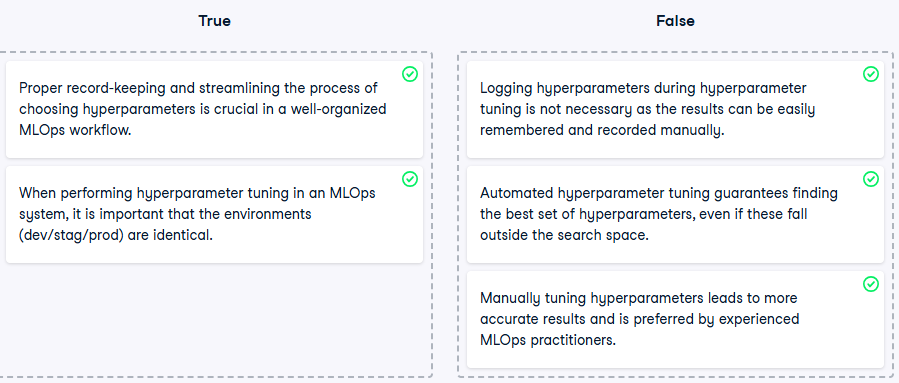 True
Proper record-keeping and streamlining the process of
choosing hyperparameters is crucial in a well-organized
MLOps workflow.
When performing hyperparameter tuning in an MLOps
system, it is important that the environments
(dev/stag/prod) are identical.
False
Logging hyperparameters during hyperparameter
tuning is not necessary as the results can be easily
remembered and recorded manually.
Automated hyperparameter tuning guarantees finding
the best set of hyperparameters, even if these fall
outside the search space.
Manually tuning hyperparameters leads to more
accurate results and is preferred by experienced
MLOps practitioners.